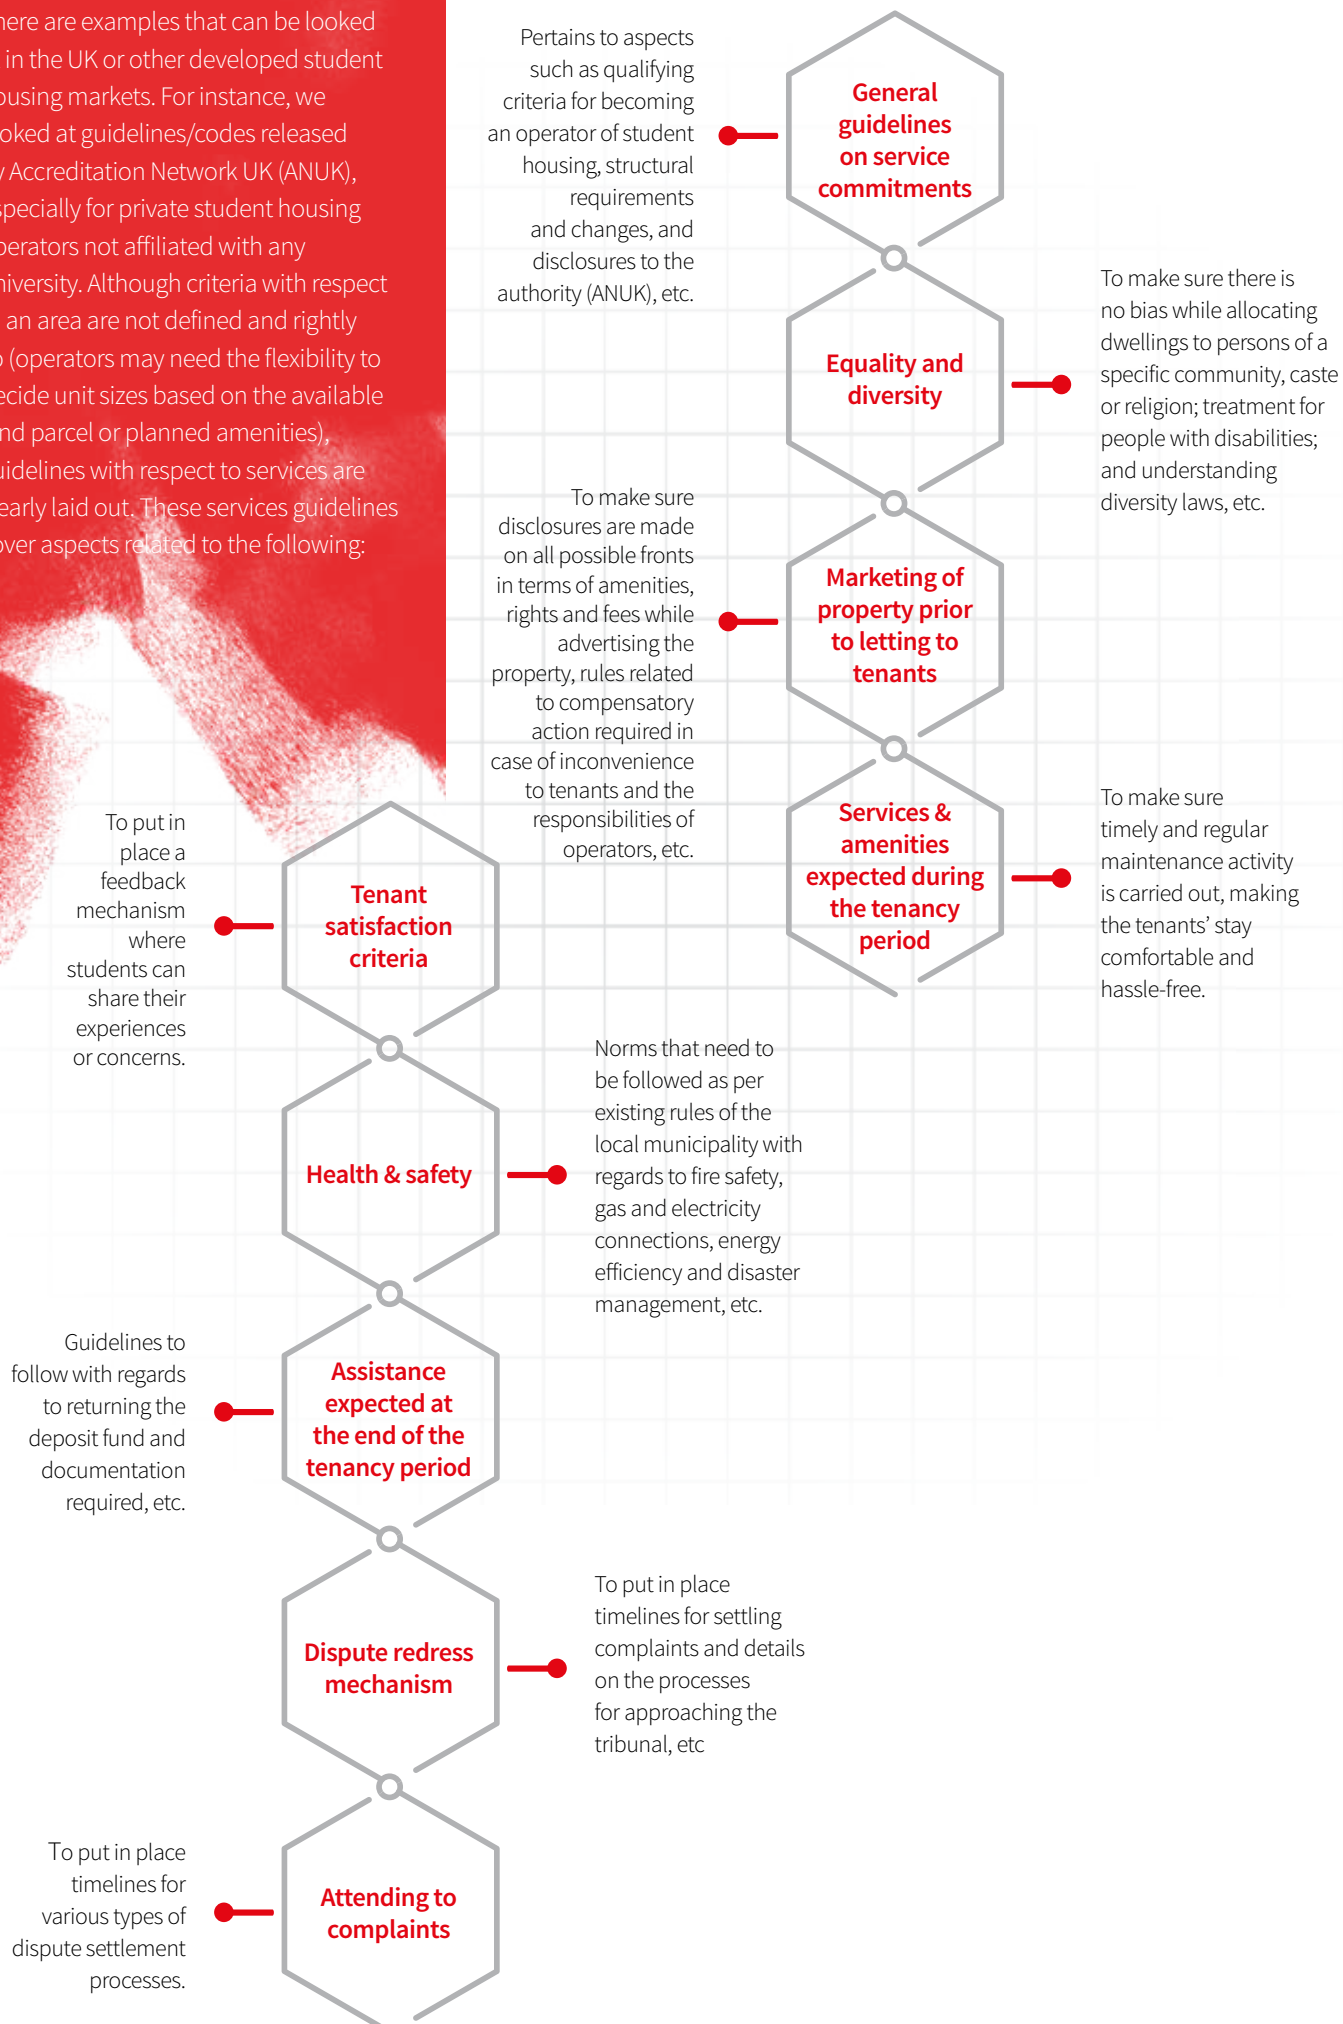 here are examples that can be looked
in the UK or other developed student
ousing markets. For instance, we
oked at guidelines/codes released
y Accreditation Network UK (ANUK),
specially for private student housing
perators not affiliated with any
niversity. Although criteria with respect
an area are not defined and rightly
o (operators may need the flexibility to
ecide unit sizes based on the available
nd parcel or planned amenities),
uidelines with respect to services are
early laid out. These services guidelines
over aspects related to the following:
Pertains to aspects
such as qualifying
criteria for becoming
an operator of student
housing, structural
requirements
and changes, and
disclosures to the
authority (ANUK), etc.
General
guidelines
on service
commitments
Equality and
diversity
To make sure there is
no bias while allocating
dwellings to persons of a
specific community, caste
or religion; treatment for
people with disabilities;
and understanding
diversity laws, etc.
To make sure
disclosures are made
on all possible fronts
in terms of amenities,
rights and fees while
advertising the
property, rules related
to compensatory
action required in
case of inconvenience
to tenants and the
responsibilities of
operators, etc.
Marketing of
property prior
to letting to
tenants
Services &
amenities
expected during
the tenancy
period
To make sure
timely and regular
maintenance activity
is carried out, making
the tenants’ stay
comfortable and
hassle-free.
To put in
place a
feedback
mechanism
where
students can
share their
experiences
or concerns.
Tenant
satisfaction
criteria
Health & safety
Norms that need to
be followed as per
existing rules of the
local municipality with
regards to fire safety,
gas and electricity
connections, energy
efficiency and disaster
management, etc.
Guidelines to
follow with regards
to returning the
deposit fund and
documentation
required, etc.
Assistance
expected at
the end of the
tenancy period
Dispute redress
mechanism
To put in place
timelines for settling
complaints and details
on the processes
for approaching the
tribunal, etc
To put in place
timelines for
various types of
dispute settlement
processes.
Attending to
complaints